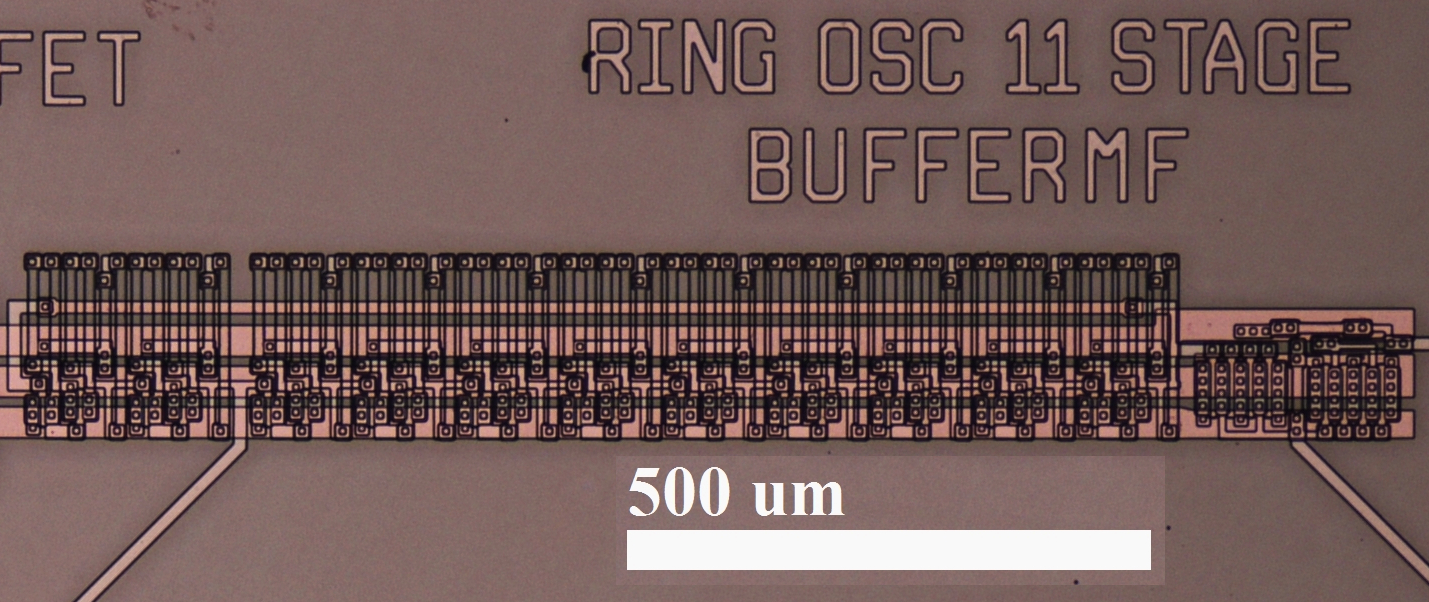 FET
RING OSC 11 STAGE
BUFFERMF
500 um